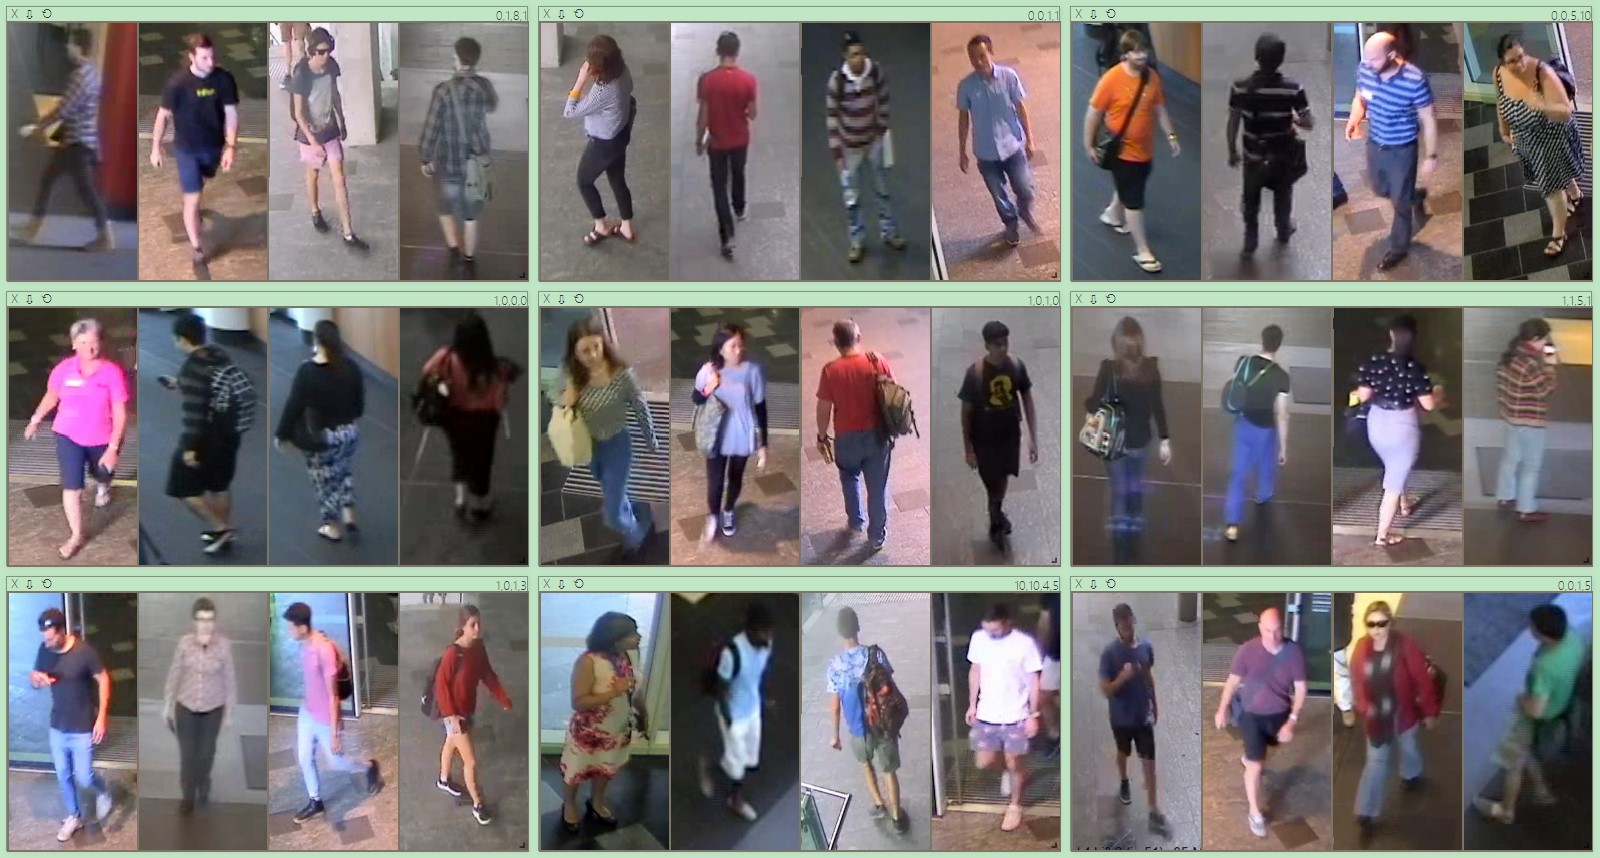 X 0,1,8,1
X 0,0,1,1
X 0,0,5,10
X 1,0,0,0
X 1,0,1,0
X 1,1,5,1
X 1,0,1,3
X 10,10,4,5
X 0,0,1,5